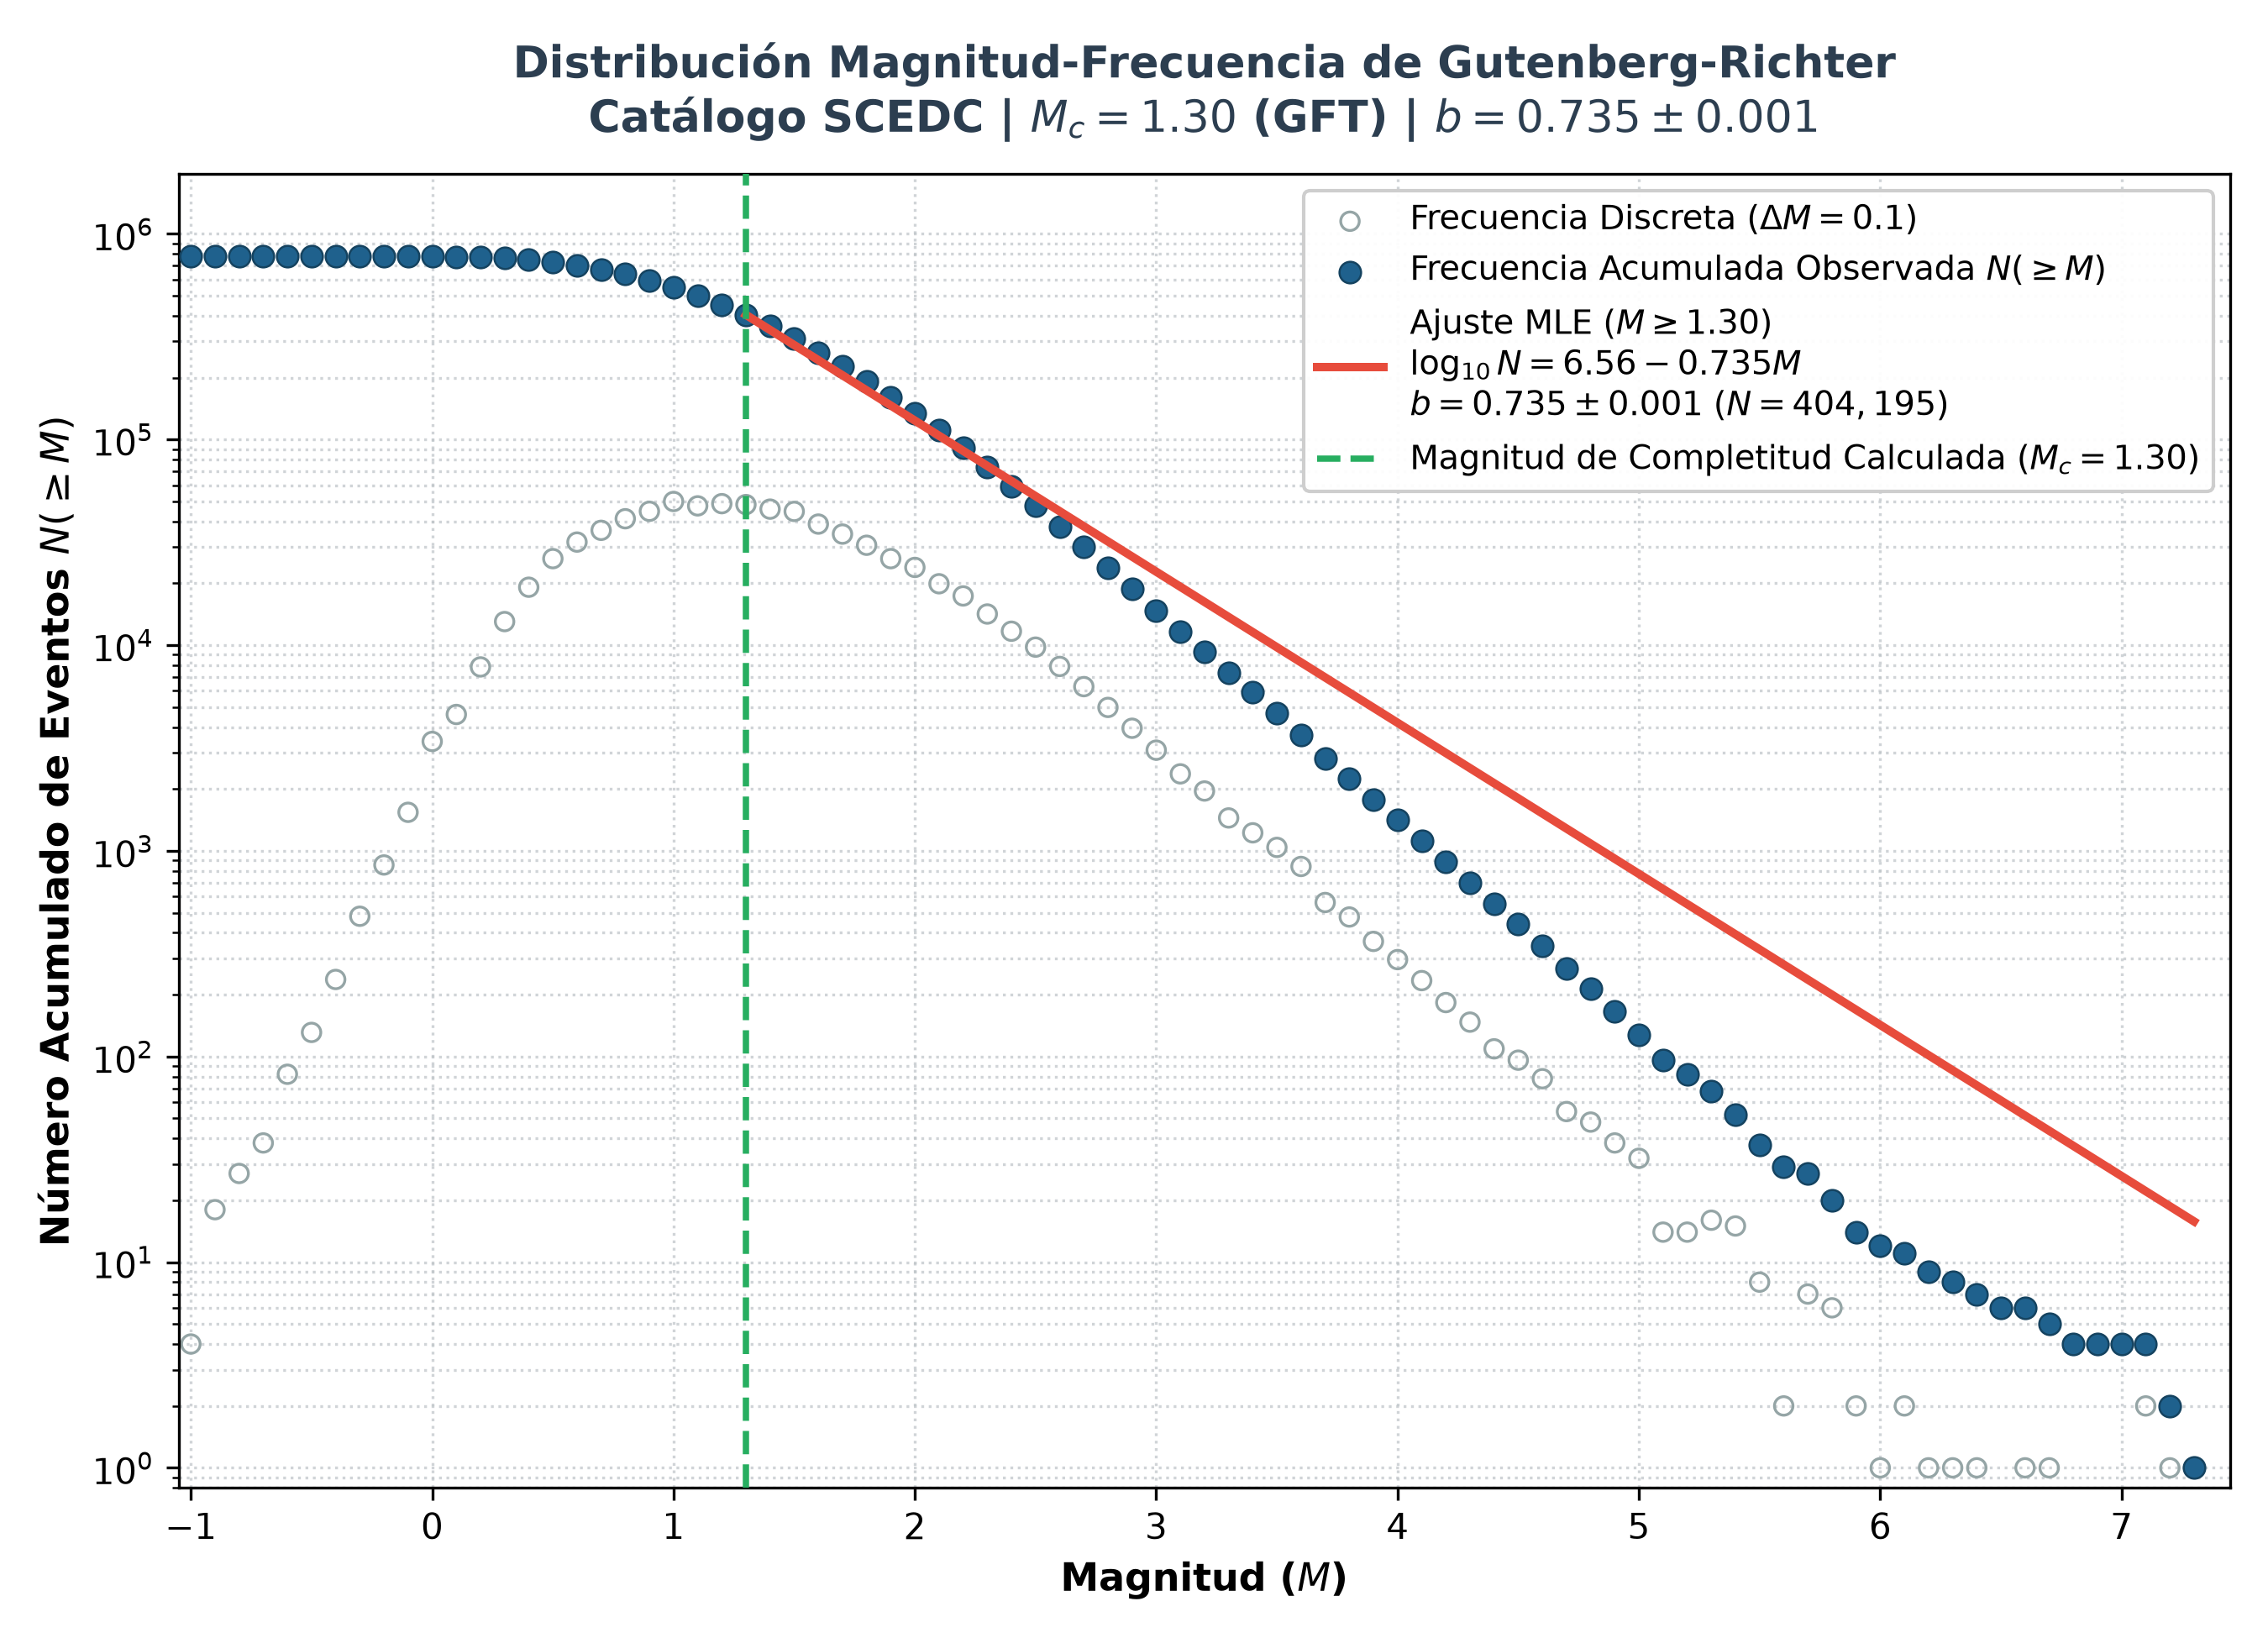 Distribución Magnitud-Frecuencia de Gutenberg-Richter
Catálogo SCEDC | $M_c = 1.30$ (GFT) | $b = 0.735 \pm 0.001$
Frecuencia Discreta ($\Delta M = 0.1$)
Frecuencia Acumulada Observada $N(\geq M)$
Ajuste MLE ($M \geq 1.30$)
$\log_{10} N = 6.56 - 0.735M$
$b = 0.735 \pm 0.001$ ($N = 404,195$)
Magnitud de Completitud Calculada ($M_c = 1.30$)
Número Acumulado de Eventos $N(\geq M)$
$10^6$
$10^5$
$10^4$
$10^3$
$10^2$
$10^1$
$10^0$
−1 0 1 2 3 4 5 6 7
Magnitud ($M$)